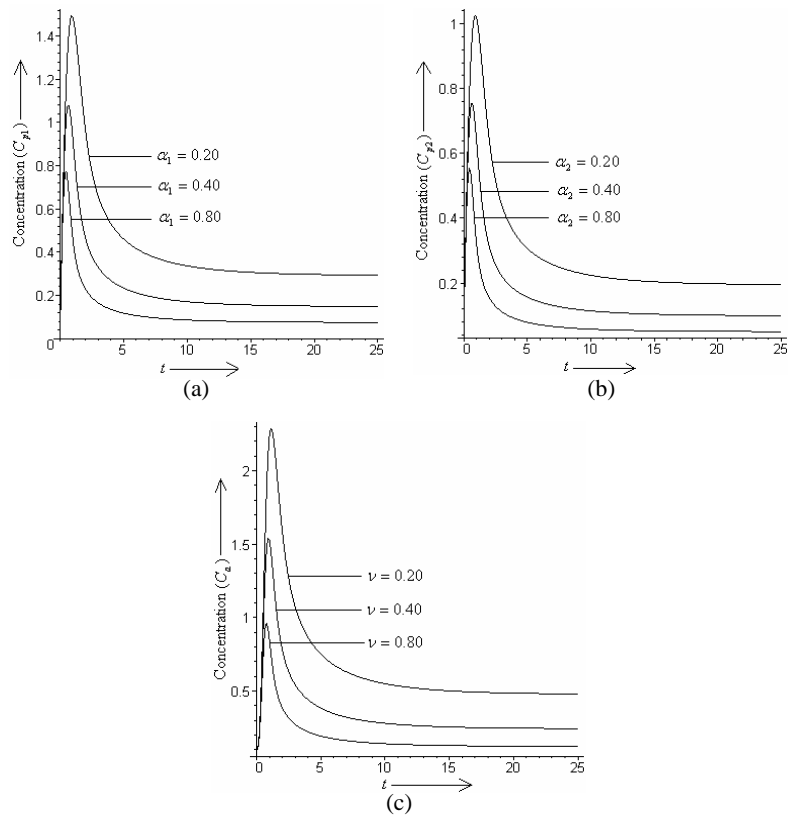 1.4
1.2
1
0.8
0.6
0.4
0.2
0
Concentration (C_p1)
α₁ = 0.20
α₁ = 0.40
α₁ = 0.80
5 10 15 20 25
t
(a)
1
0.8
0.6
0.4
0.2
Concentration (C_p2)
α₂ = 0.20
α₂ = 0.40
α₂ = 0.80
0 5 10 15 20 25
t
(b)
2
1.5
1
0.5
Concentration (C_a)
ν = 0.20
ν = 0.40
ν = 0.80
0 5 10 15 20 25
t
(c)